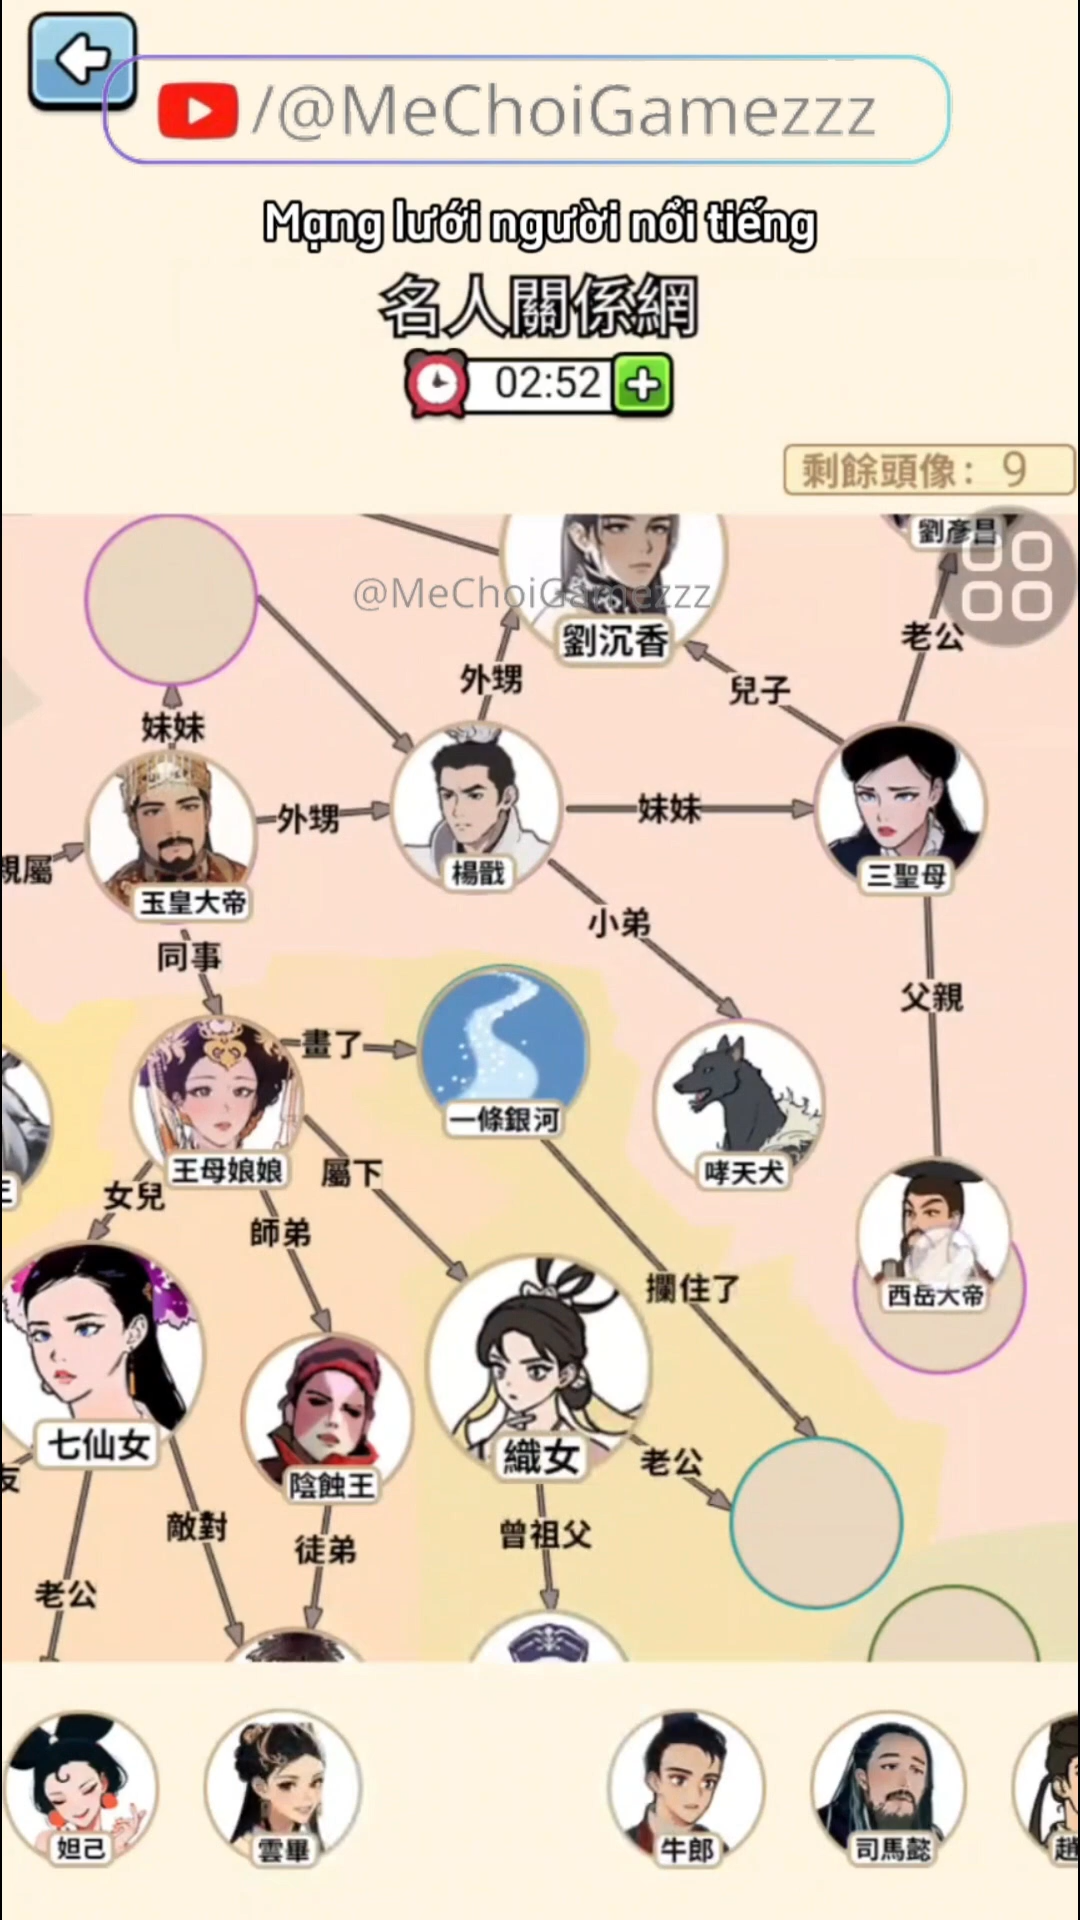 /@MeChoiGamezzz
Mạng lưới người nổi tiếng
名人關係網
02:52
剩餘頭像: 9
劉彥昌
@MeChoiGamezzz
劉沉香
老公
外甥
兒子
妹妹
外甥
妹妹
親屬
楊戩
三聖母
玉皇大帝
小弟
同事
父親
畫了
一條銀河
王母娘娘
屬下
哮天犬
女兒
師弟
攔住了
西岳大帝
七仙女
織女
老公
友
陰蝕王
敵對
徒弟
曾祖父
老公
妲己
雲畢
牛郎
司馬懿
趙